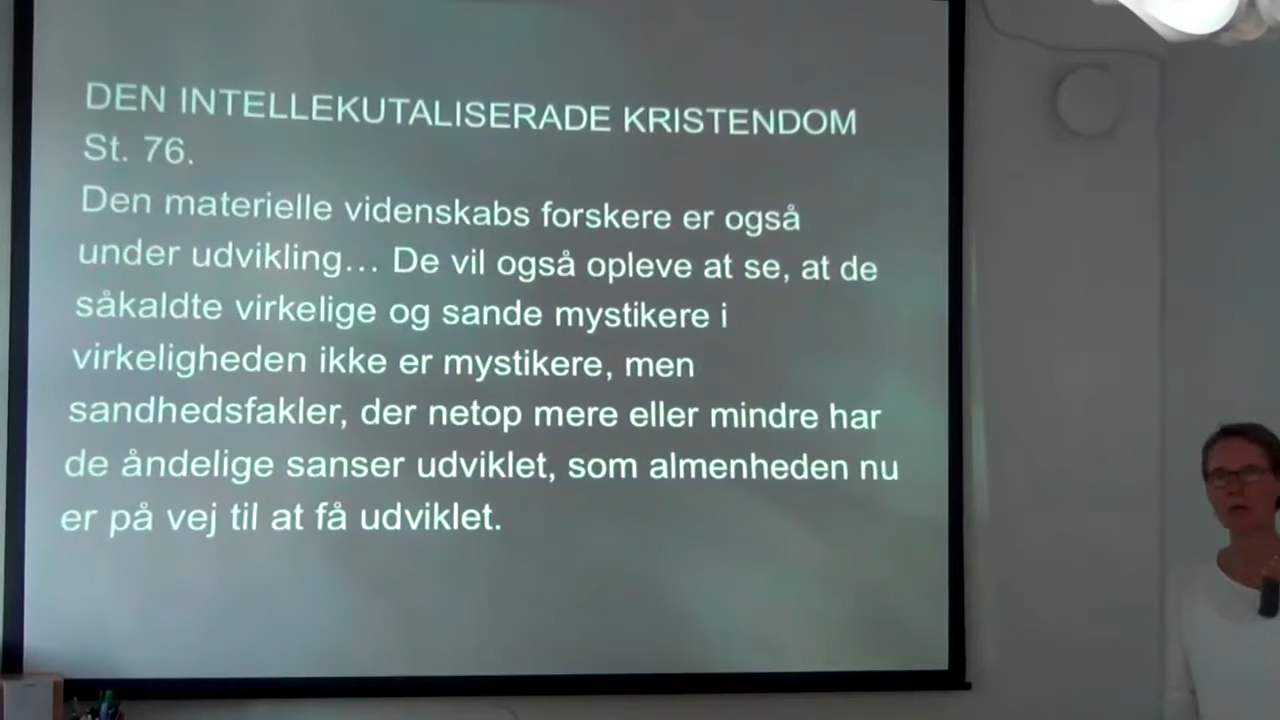 DEN INTELLEKUTALISERADE KRISTENDOM
St. 76.
Den materielle videnskabs forskere er også
under udvikling… De vil også opleve at se, at de
såkaldte virkelige og sande mystikere i
virkeligheden ikke er mystikere, men
sandhedsfakler, der netop mere eller mindre har
de åndelige sanser udviklet, som almenheden nu
er på vej til at få udviklet.